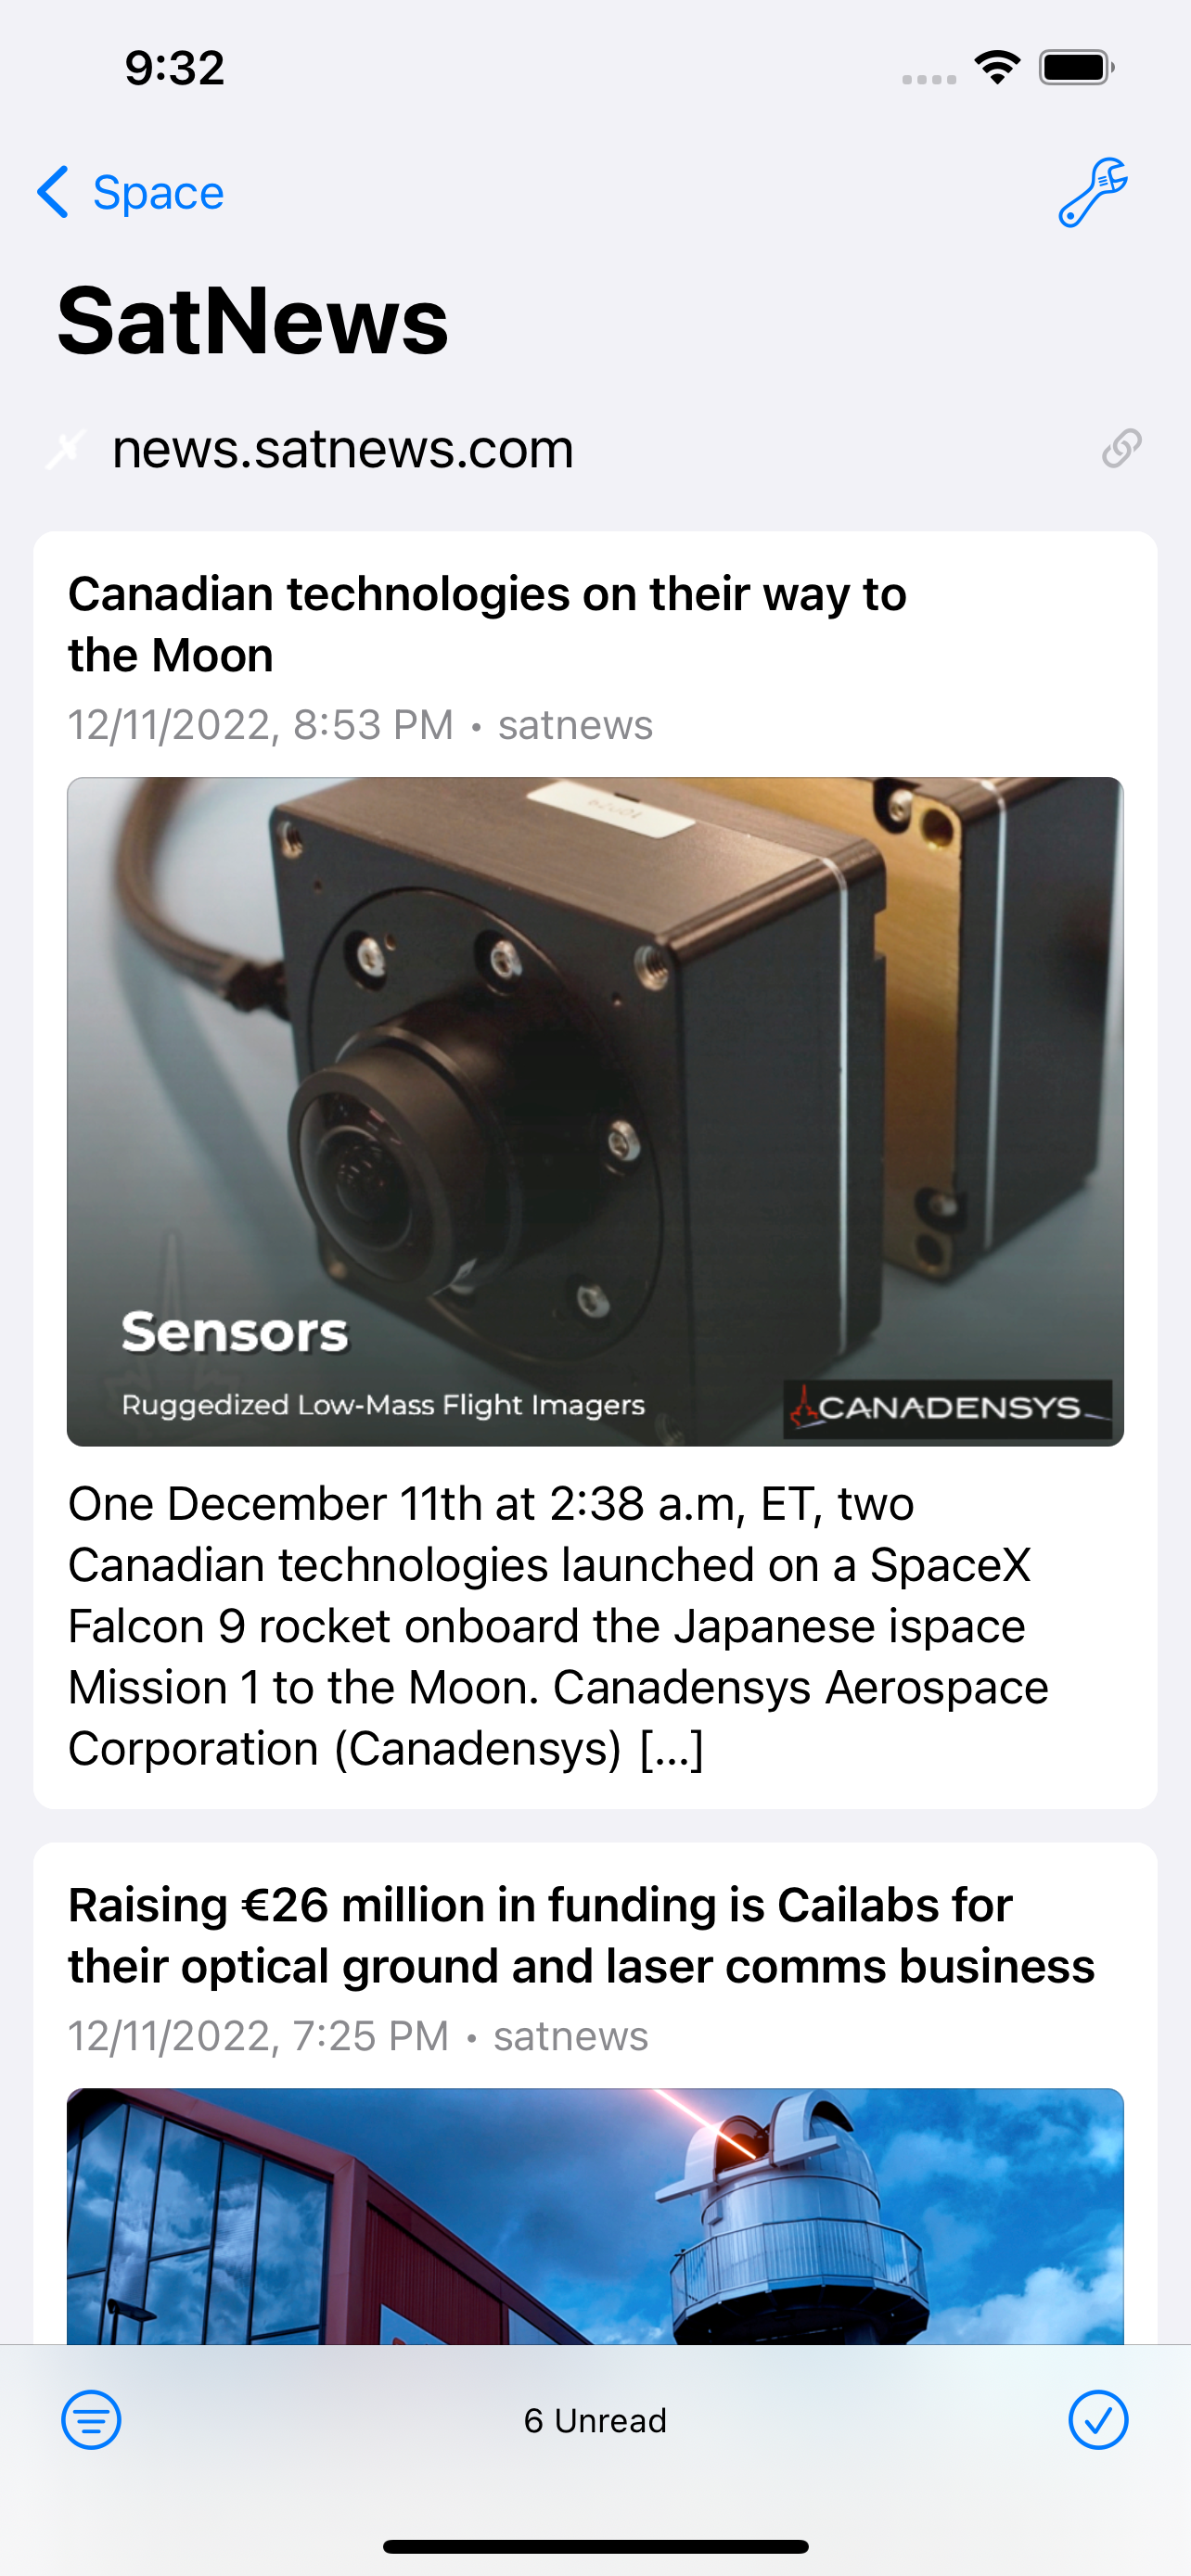 9:32
Space
SatNews
news.satnews.com
Canadian technologies on their way to
the Moon
12/11/2022, 8:53 PM • satnews
Sensors
Ruggedized Low-Mass Flight Imagers
CANADENSYS
One December 11th at 2:38 a.m, ET, two
Canadian technologies launched on a SpaceX
Falcon 9 rocket onboard the Japanese ispace
Mission 1 to the Moon. Canadensys Aerospace
Corporation (Canadensys) [...]
Raising €26 million in funding is Cailabs for
their optical ground and laser comms business
12/11/2022, 7:25 PM • satnews
6 Unread